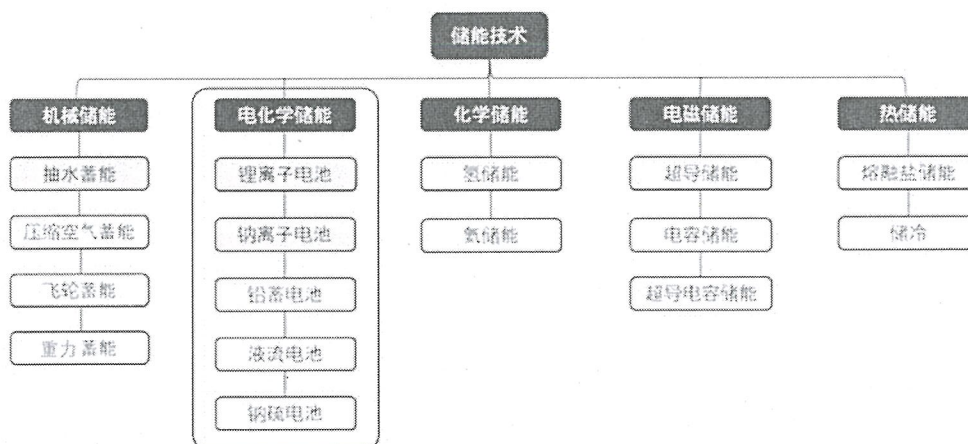 储能技术
机械储能
抽水蓄能
压缩空气蓄能
飞轮蓄能
重力蓄能
电化学储能
锂离子电池
钠离子电池
铅蓄电池
液流电池
钠硫电池
化学储能
氢储能
氨储能
电磁储能
超导储能
电容储能
超导电容储能
热储能
熔融盐储能
储冷